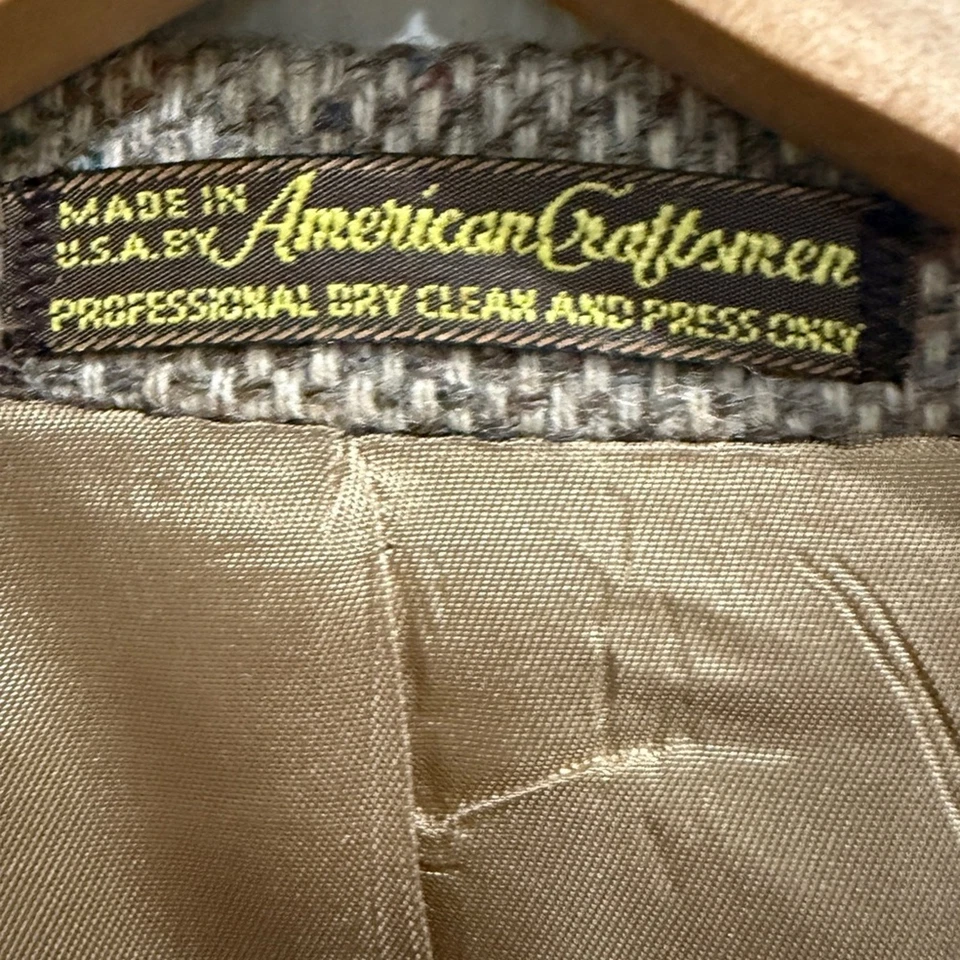 MADE IN
U.S.A. BY American Craftsmen
PROFESSIONAL DRY CLEAN AND PRESS ONLY